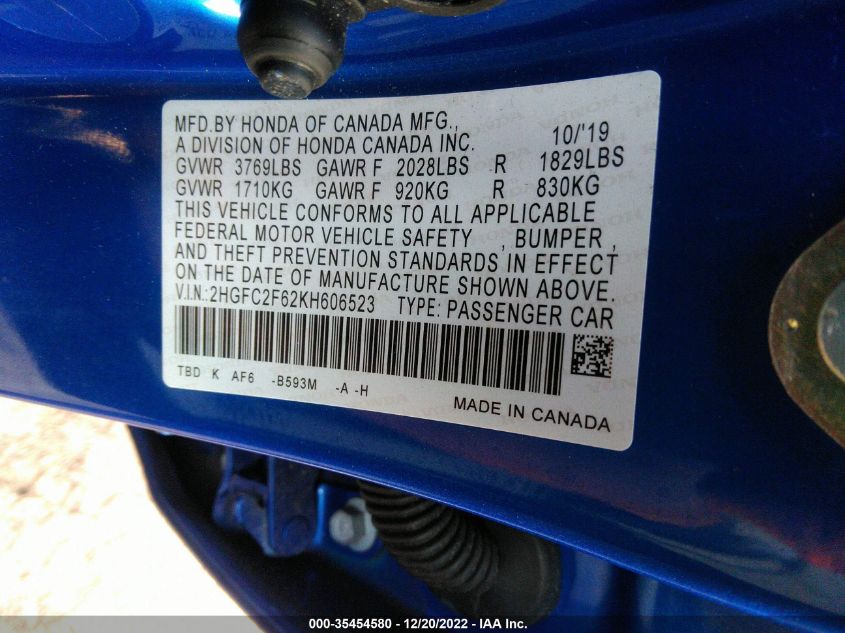 MFD.BY HONDA OF CANADA MFG.,
A DIVISION OF HONDA CANADA INC. 10/'19
GVWR 3769LBS GAWR F 2028LBS R 1829LBS
GVWR 1710KG GAWR F 920KG R 830KG
THIS VEHICLE CONFORMS TO ALL APPLICABLE
FEDERAL MOTOR VEHICLE SAFETY , BUMPER ,
AND THEFT PREVENTION STANDARDS IN EFFECT
ON THE DATE OF MANUFACTURE SHOWN ABOVE.
V.I.N.:2HGFC2F62KH606523 TYPE: PASSENGER CAR
TBD K AF6 -B593M -A -H
MADE IN CANADA
000-35454580 - 12/20/2022 - IAA Inc.